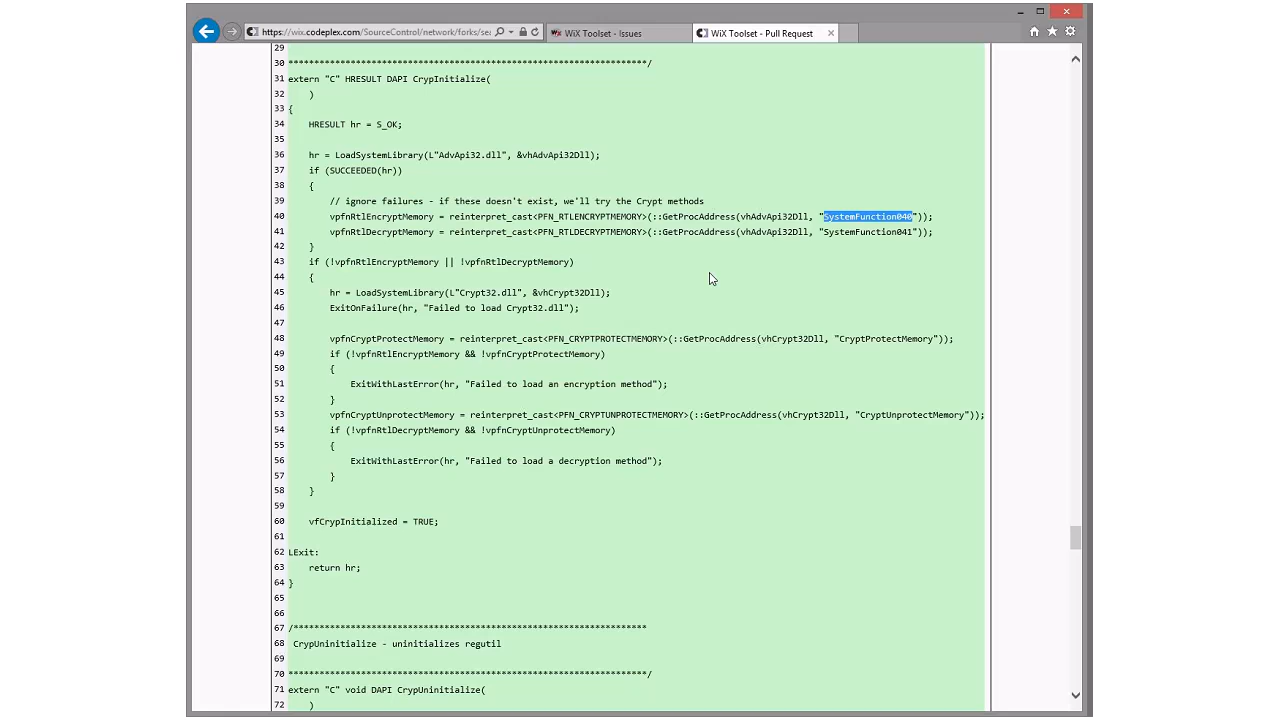 https://wix.codeplex.com/SourceControl/network/forks/se
WiX Toolset - Issues
WiX Toolset - Pull Request
29
30 *********************************************************************/
31 extern "C" HRESULT DAPI CrypInitialize(
32     )
33 {
34     HRESULT hr = S_OK;
35
36     hr = LoadSystemLibrary(L"AdvApi32.dll", &vhAdvApi32Dll);
37     if (SUCCEEDED(hr))
38     {
39         // ignore failures - if these doesn't exist, we'll try the Crypt methods
40         vpfnRtlEncryptMemory = reinterpret_cast<PFN_RTLENCRYPTMEMORY>(::GetProcAddress(vhAdvApi32Dll, "SystemFunction040"));
41         vpfnRtlDecryptMemory = reinterpret_cast<PFN_RTLDECRYPTMEMORY>(::GetProcAddress(vhAdvApi32Dll, "SystemFunction041"));
42     }
43     if (!vpfnRtlEncryptMemory || !vpfnRtlDecryptMemory)
44     {
45         hr = LoadSystemLibrary(L"Crypt32.dll", &vhCrypt32Dll);
46         ExitOnFailure(hr, "Failed to load Crypt32.dll");
47
48         vpfnCryptProtectMemory = reinterpret_cast<PFN_CRYPTPROTECTMEMORY>(::GetProcAddress(vhCrypt32Dll, "CryptProtectMemory"));
49         if (!vpfnRtlEncryptMemory && !vpfnCryptProtectMemory)
50         {
51             ExitWithLastError(hr, "Failed to load an encryption method");
52         }
53         vpfnCryptUnprotectMemory = reinterpret_cast<PFN_CRYPTUNPROTECTMEMORY>(::GetProcAddress(vhCrypt32Dll, "CryptUnprotectMemory"));
54         if (!vpfnRtlDecryptMemory && !vpfnCryptUnprotectMemory)
55         {
56             ExitWithLastError(hr, "Failed to load a decryption method");
57         }
58     }
59
60     vfCrypInitialized = TRUE;
61
62 LExit:
63     return hr;
64 }
65
66
67 /********************************************************************
68  CrypUninitialize - uninitializes regutil
69
70 *********************************************************************/
71 extern "C" void DAPI CrypUninitialize(
72     )